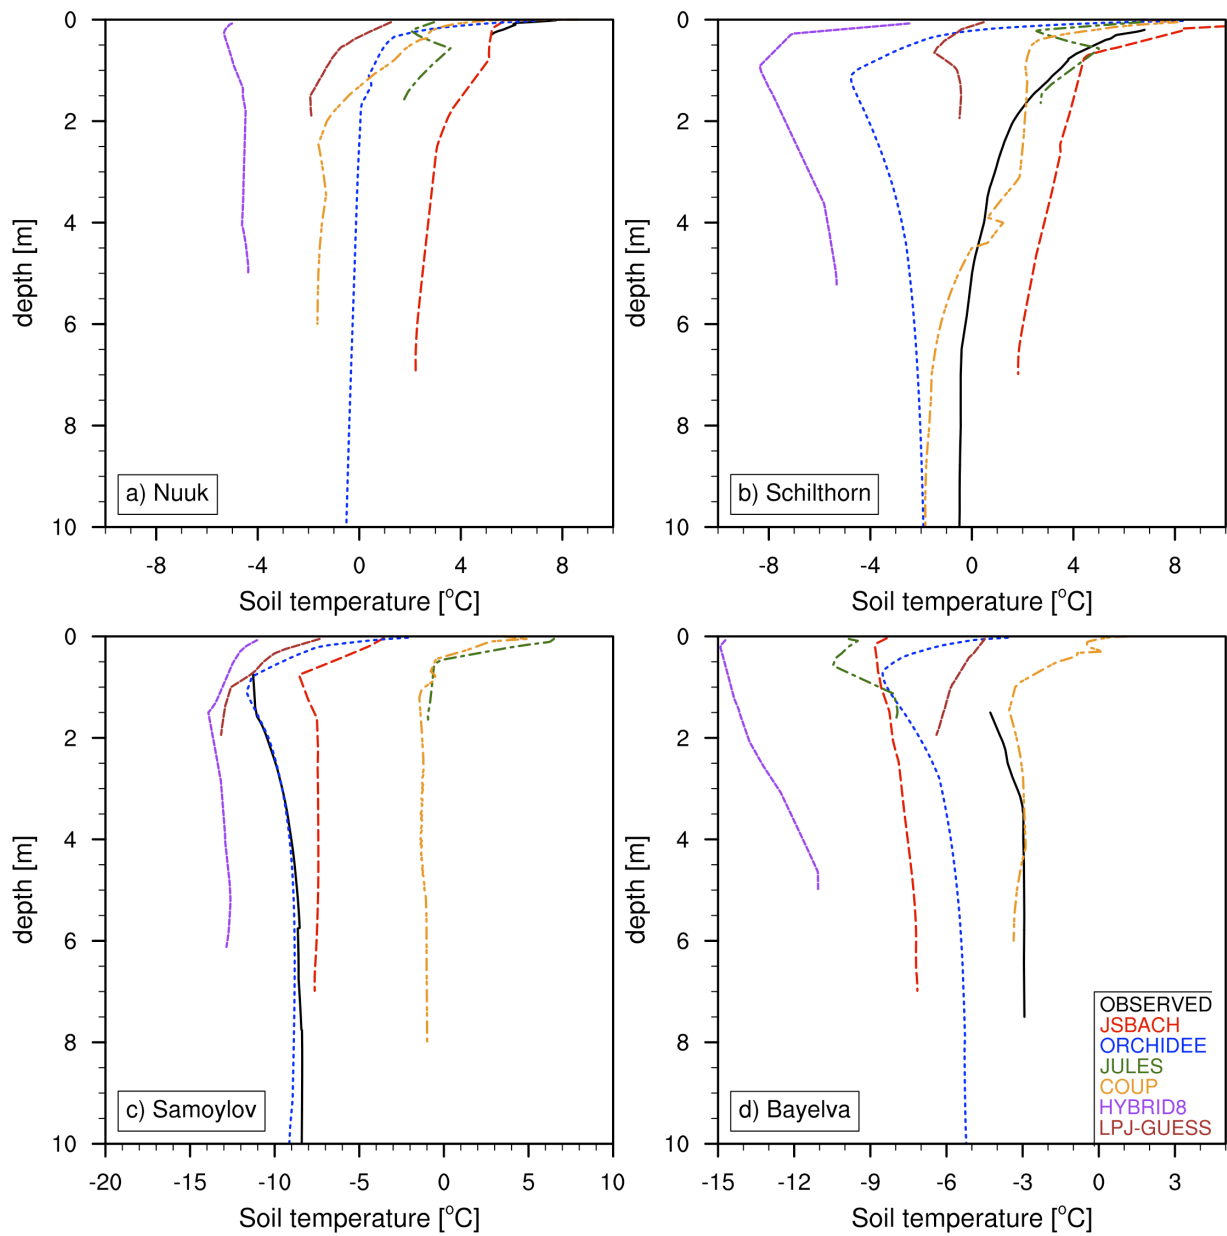 0
2
4
6
8
10
depth [m]
a) Nuuk
-8
-4
0
4
8
Soil temperature [°C]
0
2
4
6
8
10
depth [m]
b) Schilthorn
-8
-4
0
4
8
Soil temperature [°C]
0
2
4
6
8
10
depth [m]
c) Samoylov
-20
-15
-10
-5
0
5
10
Soil temperature [°C]
0
2
4
6
8
10
depth [m]
d) Bayelva
OBSERVED
JSBACH
ORCHIDEE
JULES
COUP
HYBRID8
LPJ-GUESS
-15
-12
-9
-6
-3
0
3
Soil temperature [°C]